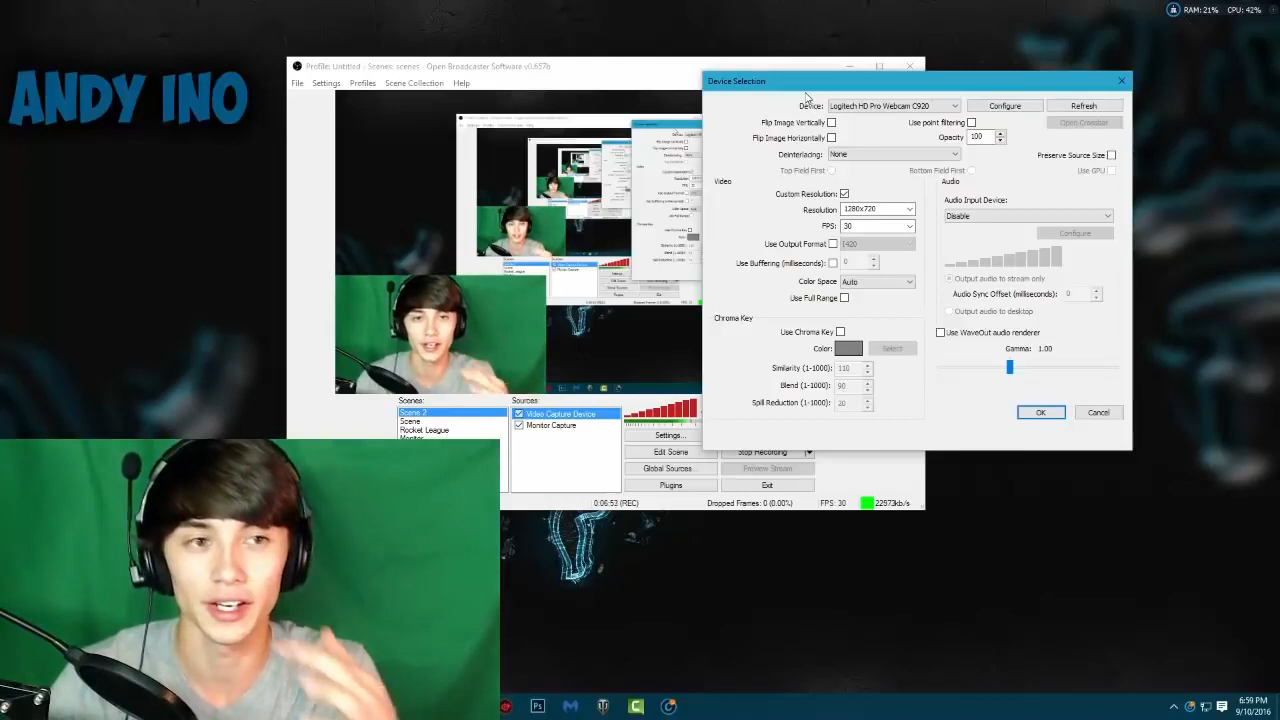 RAM: 21% CPU: 42%
ANDY INO
Profile: Untitled - Scenes: scenes - Open Broadcaster Software v0.657b
File Settings Profiles Scene Collection Help
Device Selection
Device: Logitech HD Pro Webcam C920 Configure Refresh
Flip Image Vertically Use point filtering Open Crossbar
Flip Image Horizontally Opacity 100
Deinterlacing: None
Preserve Source Size
Top Field First Bottom Field First Use GPU
Video Audio
Custom Resolution: Audio Input Device:
Resolution 1280x720 Disable
FPS: 30
Configure
Use Output Format I420
Use Buffering (miliseconds):
Color Space Auto Output audio to stream only
Use Full Range Audio Sync Offset (milliseconds): 0
Output audio to desktop
Chroma Key
Use Chroma Key Use WaveOut audio renderer
Color: Select Gamma: 1.00
Similarity (1-1000) 110
Blend (1-1000) 90
Spill Reduction (1-1000) 20
OK Cancel
Scenes: Sources:
Scene 2 Video Capture Device
Scene Monitor Capture
Rocket League
Monitor
Settings...
Edit Scene Stop Recording
Global Sources... Preview Stream
Plugins Exit
0:06:53 (REC) Dropped Frames: 0 (0.00%) FPS: 30 22873kb/s
Ps
6:59 PM
9/10/2016